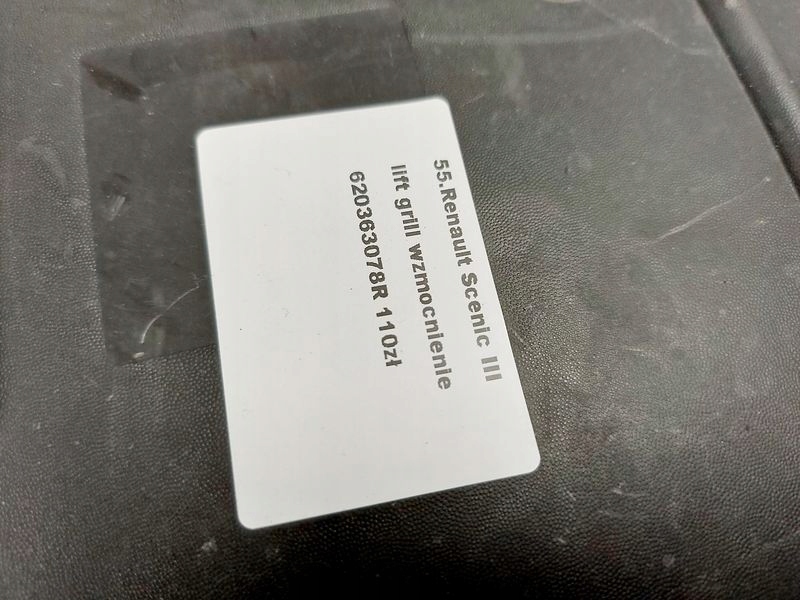 55.Renault Scenic III
lift grill wzmocnienie
620363078R 110zł